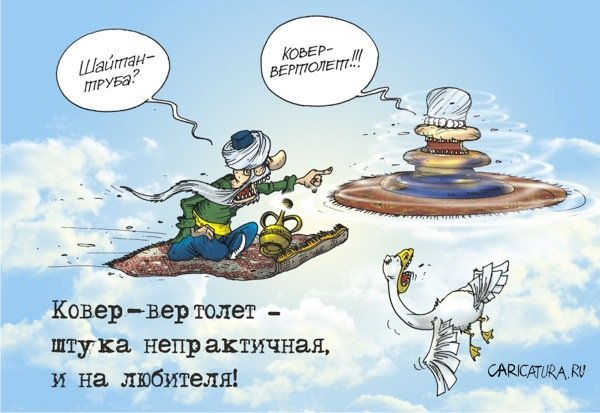 Шайтан-
труба?
Ковер-
вертолет!!!
Ковер-вертолет -
штука непрактичная,
и на любителя!
CARICATURA.RU